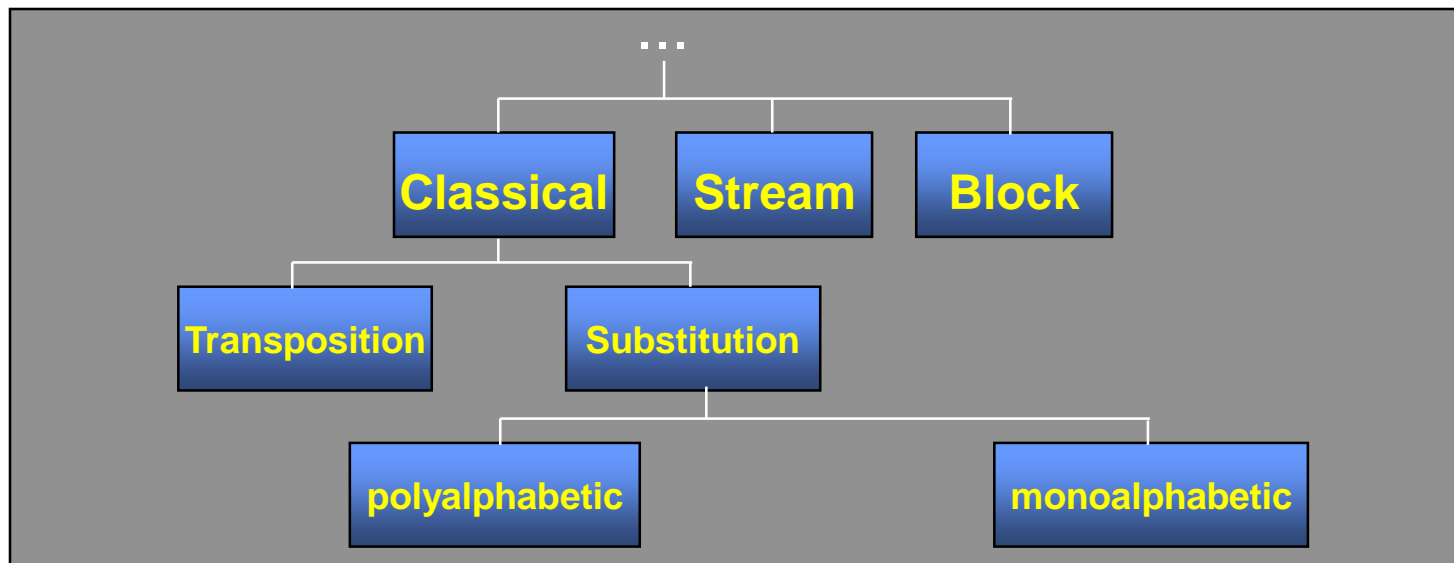 ...
Classical
Stream
Block
Transposition
Substitution
polyalphabetic
monoalphabetic